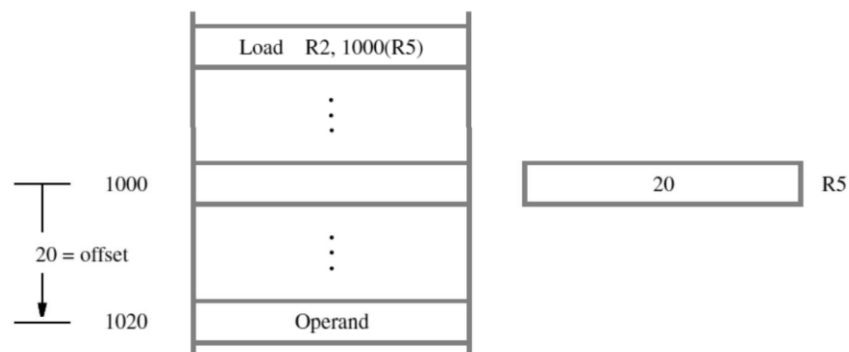 Load R2, 1000(R5)
1000
20
R5
20 = offset
1020
Operand